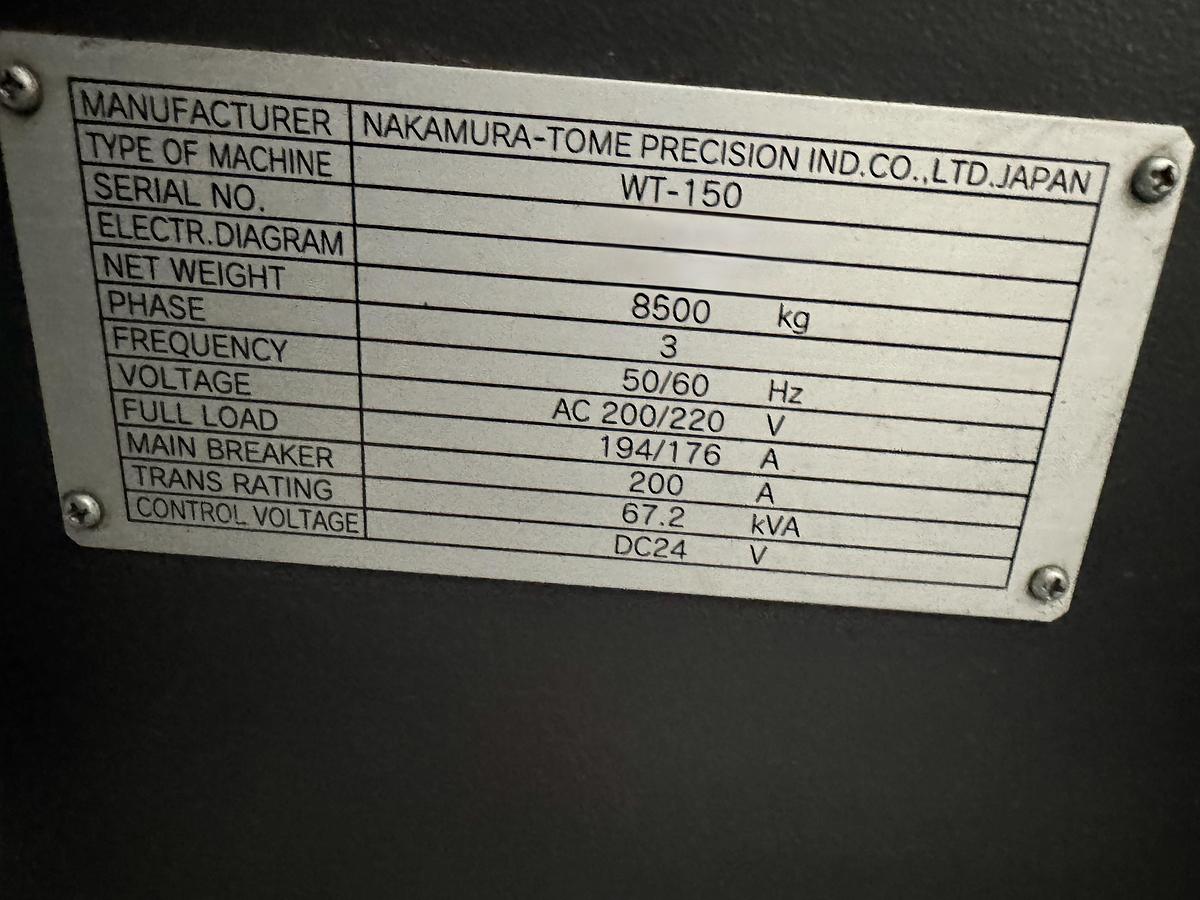 MANUFACTURER NAKAMURA-TOME PRECISION IND.CO.,LTD.JAPAN
TYPE OF MACHINE WT-150
SERIAL NO.
ELECTR.DIAGRAM
NET WEIGHT 8500 kg
PHASE 3
FREQUENCY 50/60 Hz
VOLTAGE AC 200/220 V
FULL LOAD 194/176 A
MAIN BREAKER 200 A
TRANS RATING 67.2 kVA
CONTROL VOLTAGE DC24 V